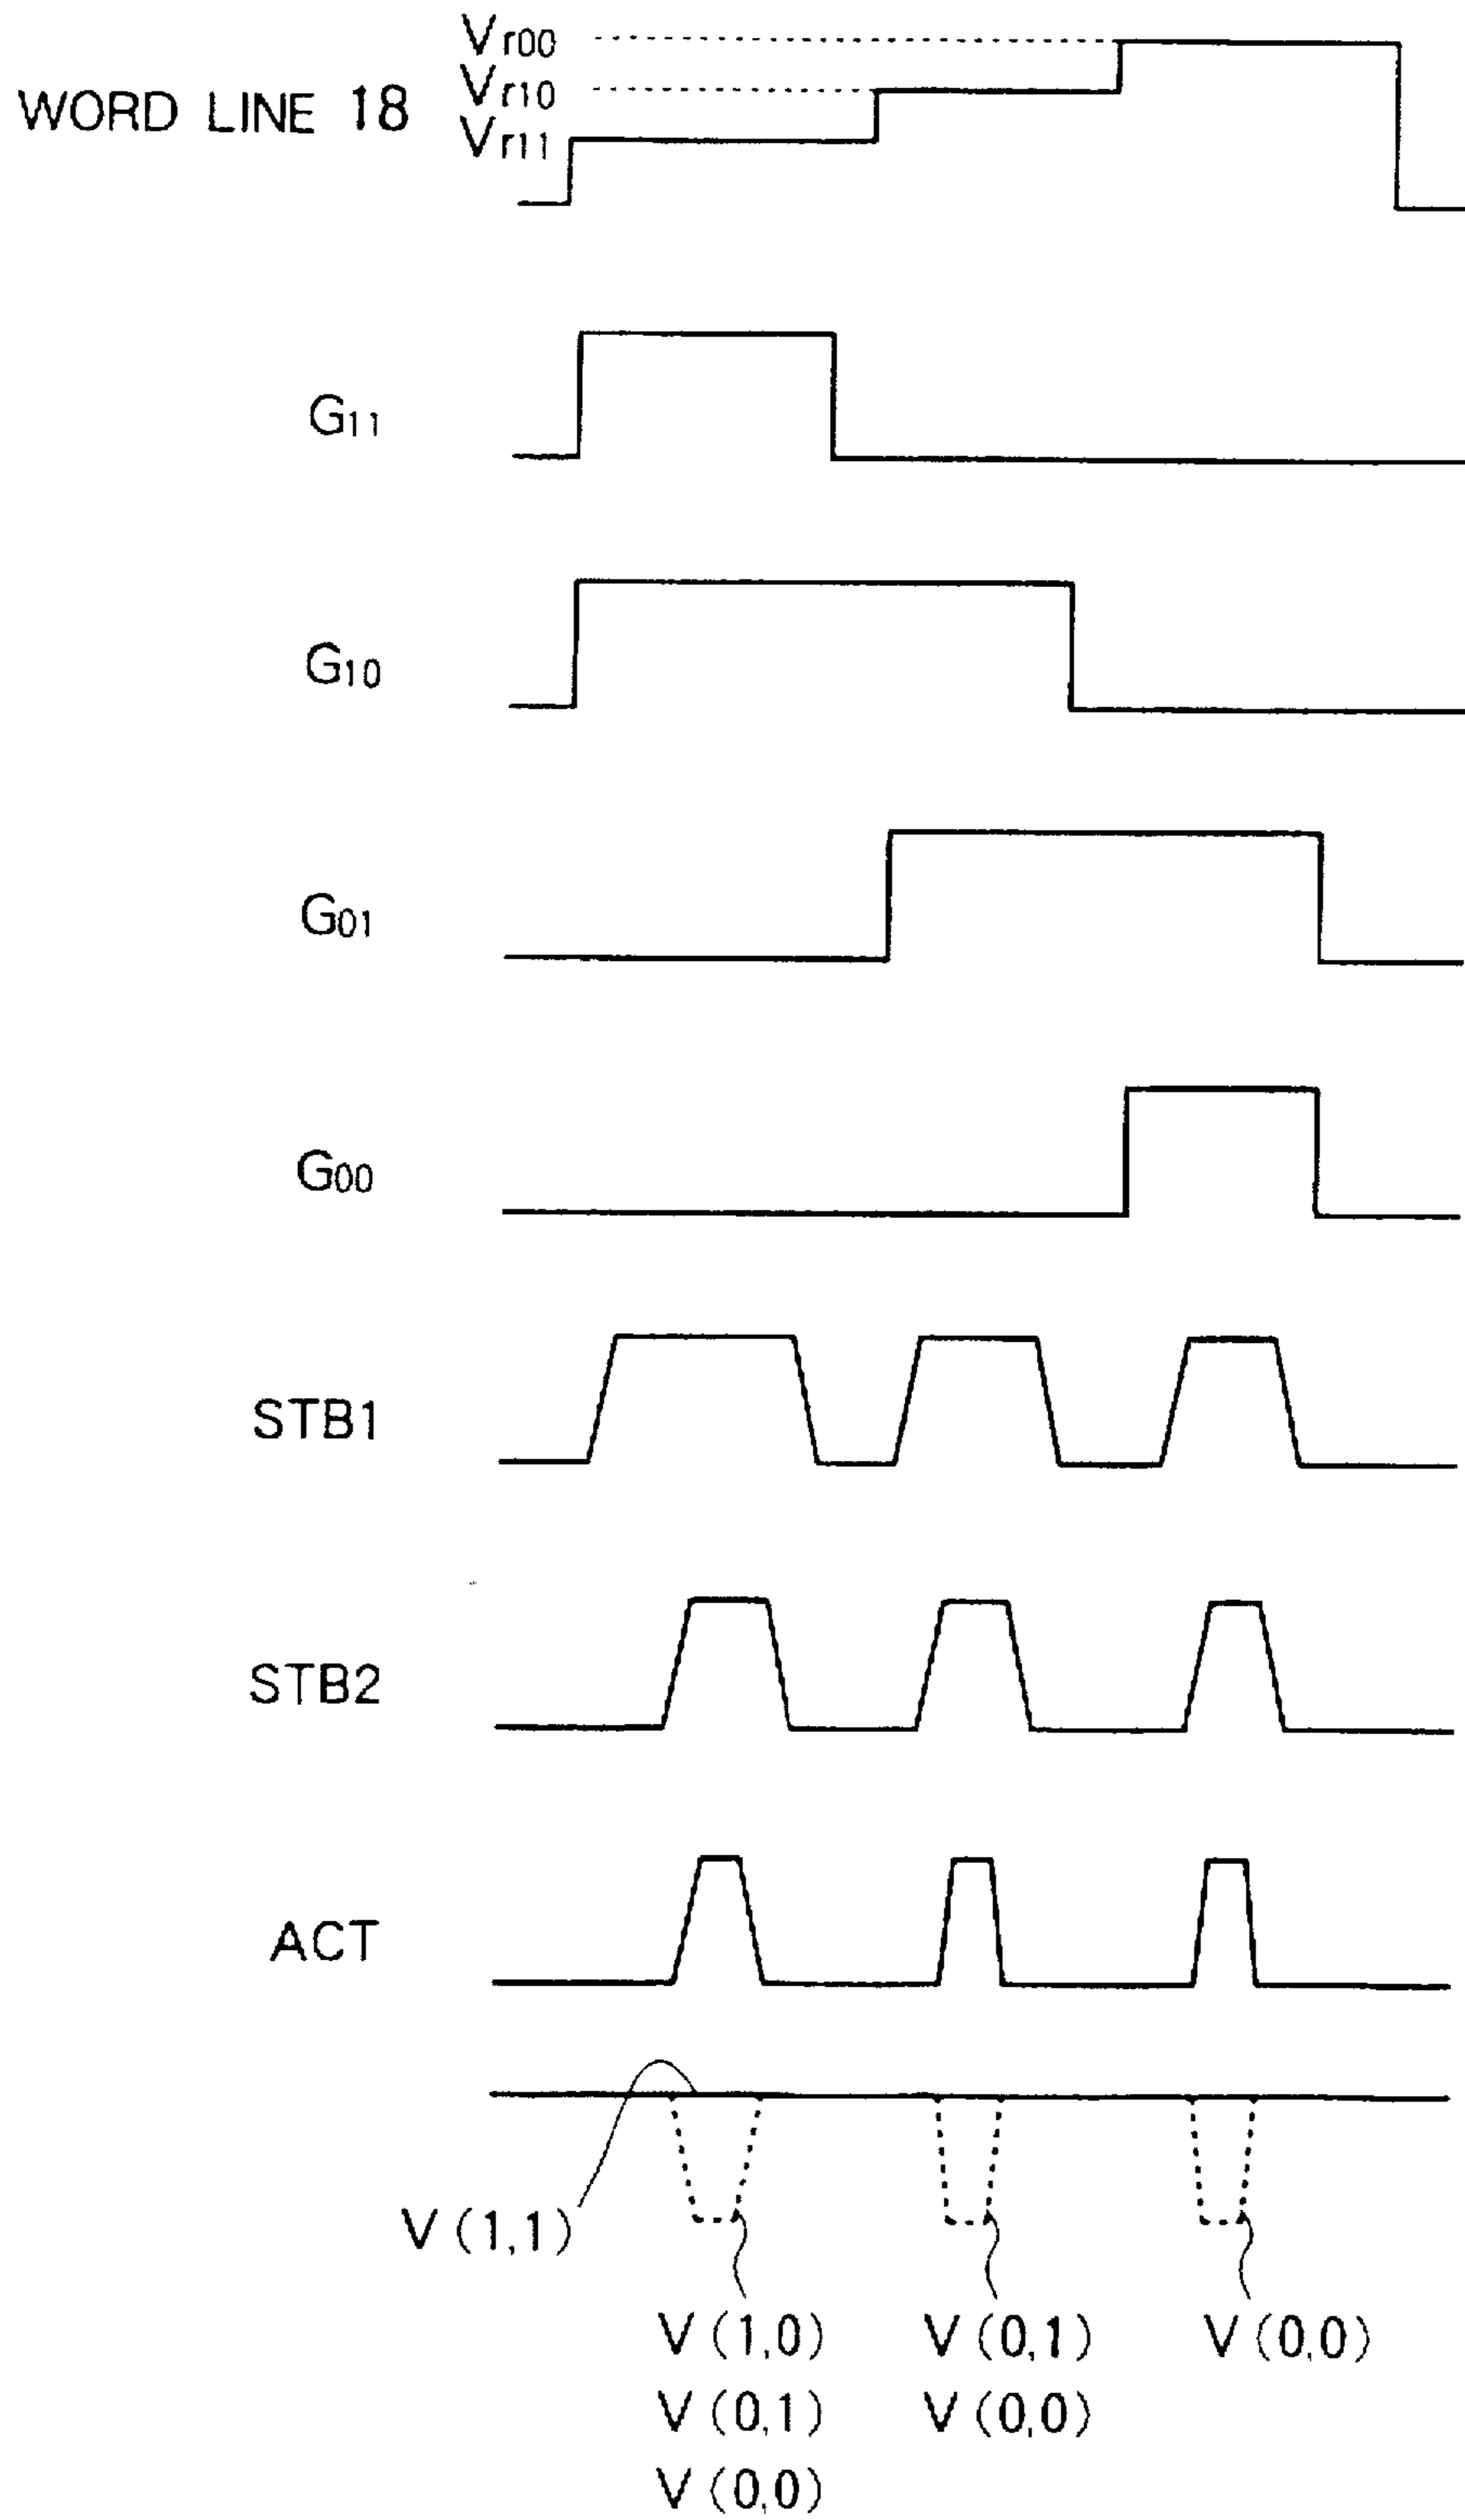 Vr00
Vr10
WORD LINE 18
Vr11
G11
G10
G01
G00
STB1
STB2
ACT
V(1,1)
V(1,0) V(0,1) V(0,0)
V(0,1) V(0,0)
V(0,0)